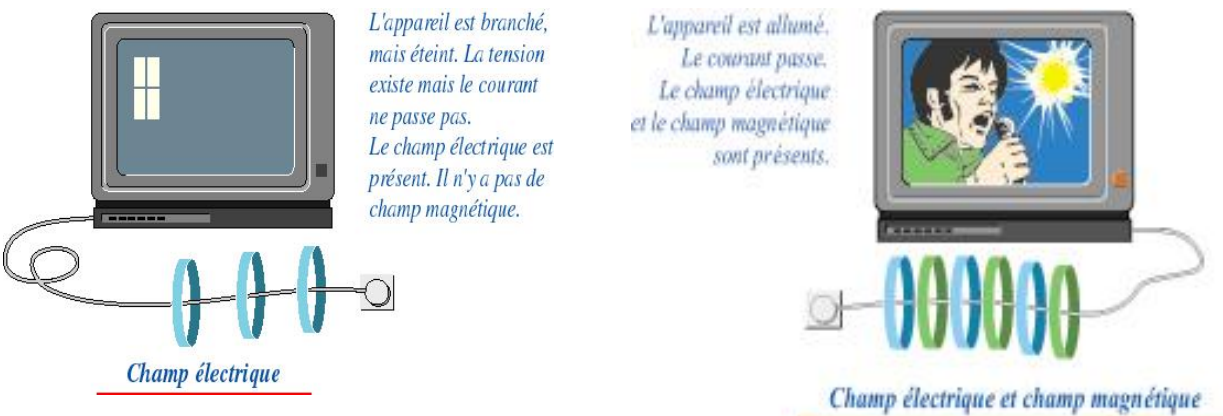 L'appareil est branché,
mais éteint. La tension
existe mais le courant
ne passe pas.
Le champ électrique est
présent. Il n'y a pas de
champ magnétique.
Champ électrique
L'appareil est allumé.
Le courant passe.
Le champ électrique
et le champ magnétique
sont présents.
Champ électrique et champ magnétique